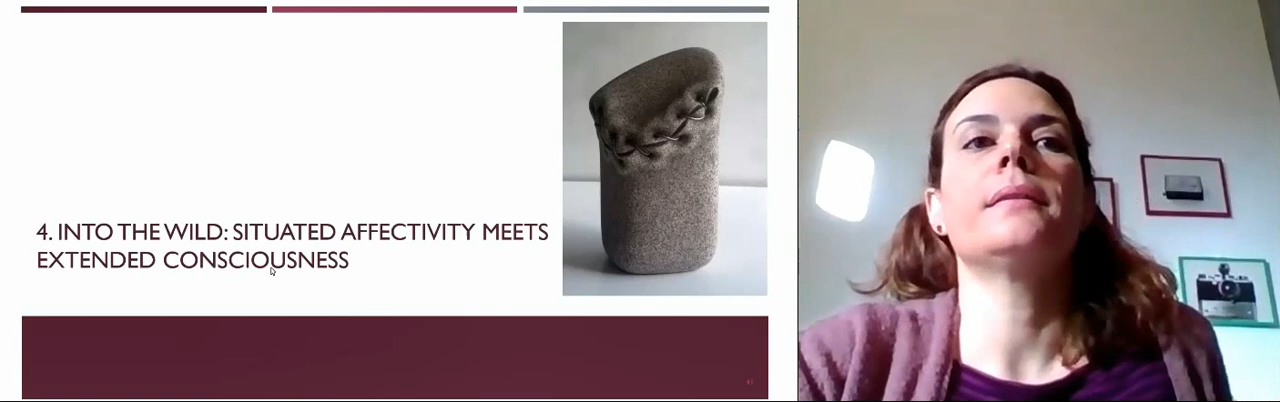 4. INTO THE WILD: SITUATED AFFECTIVITY MEETS
EXTENDED CONSCIOUSNESS